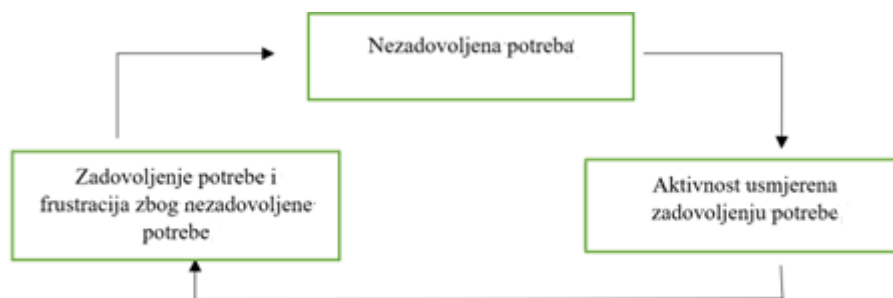 Nezadovoljena potreba
Zadovoljenje potrebe i
frustracija zbog nezadovoljene
potrebe
Aktivnost usmjerena
zadovoljenju potrebe